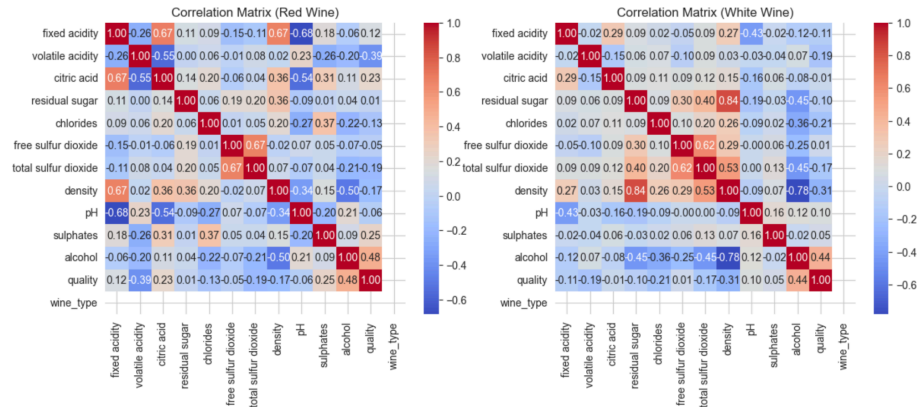 Correlation Matrix (Red Wine)
fixed acidity 1.00 -0.26 0.67 0.11 0.09 -0.15 -0.11 0.67 -0.68 0.18 -0.06 0.12
volatile acidity -0.26 1.00 -0.55 0.00 0.06 -0.01 0.08 0.02 0.23 -0.26 -0.20 -0.39
citric acid 0.67 -0.55 1.00 0.14 0.20 -0.06 0.04 0.36 -0.54 0.31 0.11 0.23
residual sugar 0.11 0.00 0.14 1.00 0.06 0.19 0.20 0.36 -0.09 0.01 0.04 0.01
chlorides 0.09 0.06 0.20 0.06 1.00 0.01 0.05 0.20 -0.27 0.37 -0.22 -0.13
free sulfur dioxide -0.15 -0.01 -0.06 0.19 0.01 1.00 0.67 -0.02 0.07 0.05 -0.07 -0.05
total sulfur dioxide -0.11 0.08 0.04 0.20 0.05 0.67 1.00 0.07 -0.07 0.04 -0.21 -0.19
density 0.67 0.02 0.36 0.36 0.20 -0.02 0.07 1.00 -0.34 0.15 -0.50 -0.17
pH -0.68 0.23 -0.54 -0.09 -0.27 0.07 -0.07 -0.34 1.00 -0.20 0.21 -0.06
sulphates 0.18 -0.26 0.31 0.01 0.37 0.05 0.04 0.15 -0.20 1.00 0.09 0.25
alcohol -0.06 -0.20 0.11 0.04 -0.22 -0.07 -0.21 -0.50 0.21 0.09 1.00 0.48
quality 0.12 -0.39 0.23 0.01 -0.13 -0.05 -0.19 -0.17 -0.06 0.25 0.48 1.00
wine_type
fixed acidity
volatile acidity
citric acid
residual sugar
chlorides
free sulfur dioxide
total sulfur dioxide
density
pH
sulphates
alcohol
quality
wine_type
1.0
0.8
0.6
0.4
0.2
0.0
-0.2
-0.4
-0.6
Correlation Matrix (White Wine)
fixed acidity 1.00 -0.02 0.29 0.09 0.02 -0.05 0.09 0.27 -0.43 -0.02 -0.12 -0.11
volatile acidity -0.02 1.00 -0.15 0.06 0.07 -0.10 0.09 0.03 -0.03 -0.04 0.07 -0.19
citric acid 0.29 -0.15 1.00 0.09 0.11 0.09 0.12 0.15 -0.16 0.06 -0.08 -0.01
residual sugar 0.09 0.06 0.09 1.00 0.09 0.30 0.40 0.84 -0.19 -0.03 -0.45 -0.10
chlorides 0.02 0.07 0.11 0.09 1.00 0.10 0.20 0.26 -0.09 0.02 -0.36 -0.21
free sulfur dioxide -0.05 -0.10 0.09 0.30 0.10 1.00 0.62 0.29 -0.00 0.06 -0.25 0.01
total sulfur dioxide 0.09 0.09 0.12 0.40 0.20 0.62 1.00 0.53 0.00 0.13 -0.45 -0.17
density 0.27 0.03 0.15 0.84 0.26 0.29 0.53 1.00 -0.09 0.07 -0.78 -0.31
pH -0.43 -0.03 -0.16 -0.19 -0.09 -0.00 0.00 -0.09 1.00 0.16 0.12 0.10
sulphates -0.02 -0.04 0.06 -0.03 0.02 0.06 0.13 0.07 0.16 1.00 -0.02 0.05
alcohol -0.12 0.07 -0.08 -0.45 -0.36 -0.25 -0.45 -0.78 0.12 -0.02 1.00 0.44
quality -0.11 -0.19 -0.01 -0.10 -0.21 0.01 -0.17 -0.31 0.10 0.05 0.44 1.00
wine_type
fixed acidity
volatile acidity
citric acid
residual sugar
chlorides
free sulfur dioxide
total sulfur dioxide
density
pH
sulphates
alcohol
quality
wine_type
1.0
0.8
0.6
0.4
0.2
0.0
-0.2
-0.4
-0.6